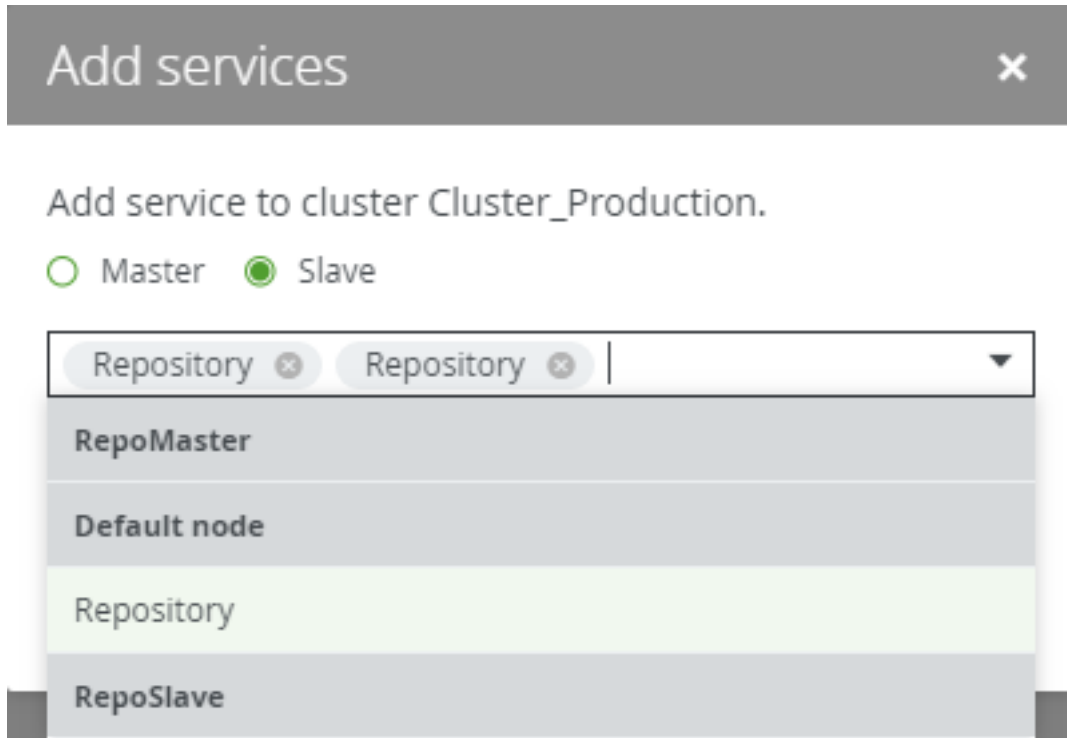 Add services
Add service to cluster Cluster_Production.
Master Slave
Repository Repository
RepoMaster
Default node
Repository
RepoSlave